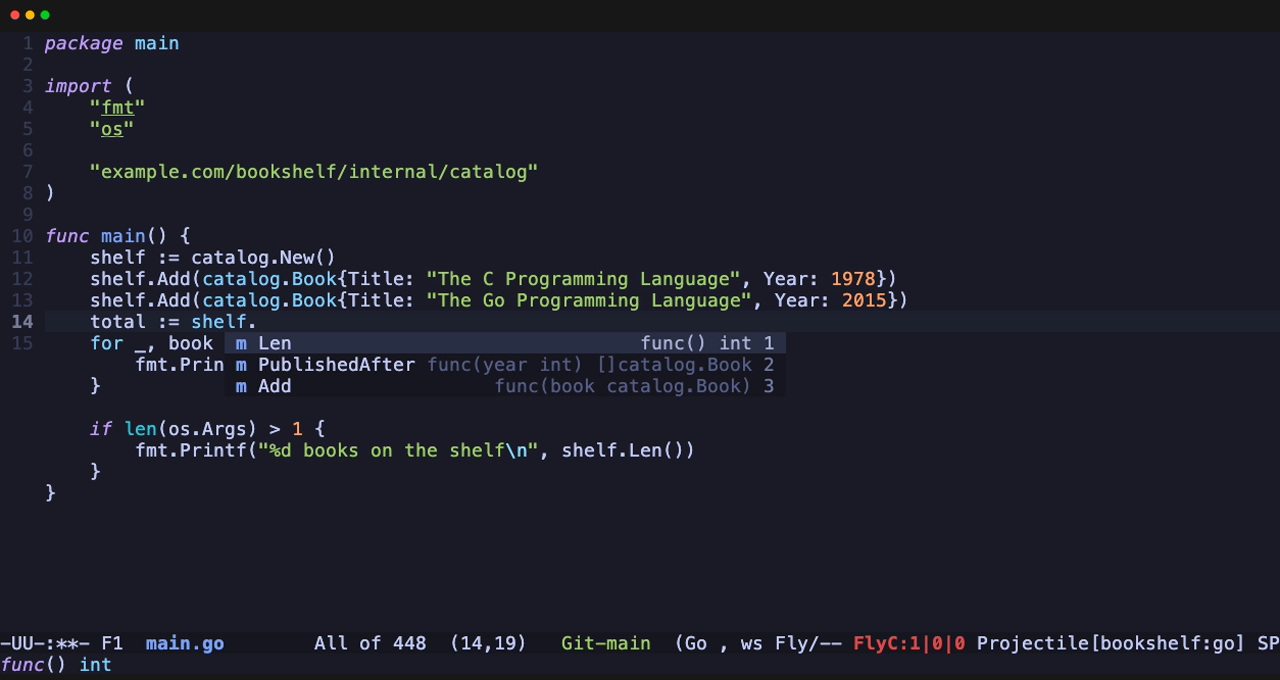 1 package main
2
3 import (
4     "fmt"
5     "os"
6
7     "example.com/bookshelf/internal/catalog"
8 )
9
10 func main() {
11     shelf := catalog.New()
12     shelf.Add(catalog.Book{Title: "The C Programming Language", Year: 1978})
13     shelf.Add(catalog.Book{Title: "The Go Programming Language", Year: 2015})
14     total := shelf.
15     for _, book m Len func() int 1
        fmt.Prin m PublishedAfter func(year int) []catalog.Book 2
    } m Add func(book catalog.Book) 3

    if len(os.Args) > 1 {
        fmt.Printf("%d books on the shelf\n", shelf.Len())
    }
}
-UU-:**- F1 main.go All of 448 (14,19) Git-main (Go , ws Fly/-- FlyC:1|0|0 Projectile[bookshelf:go] SP
func() int